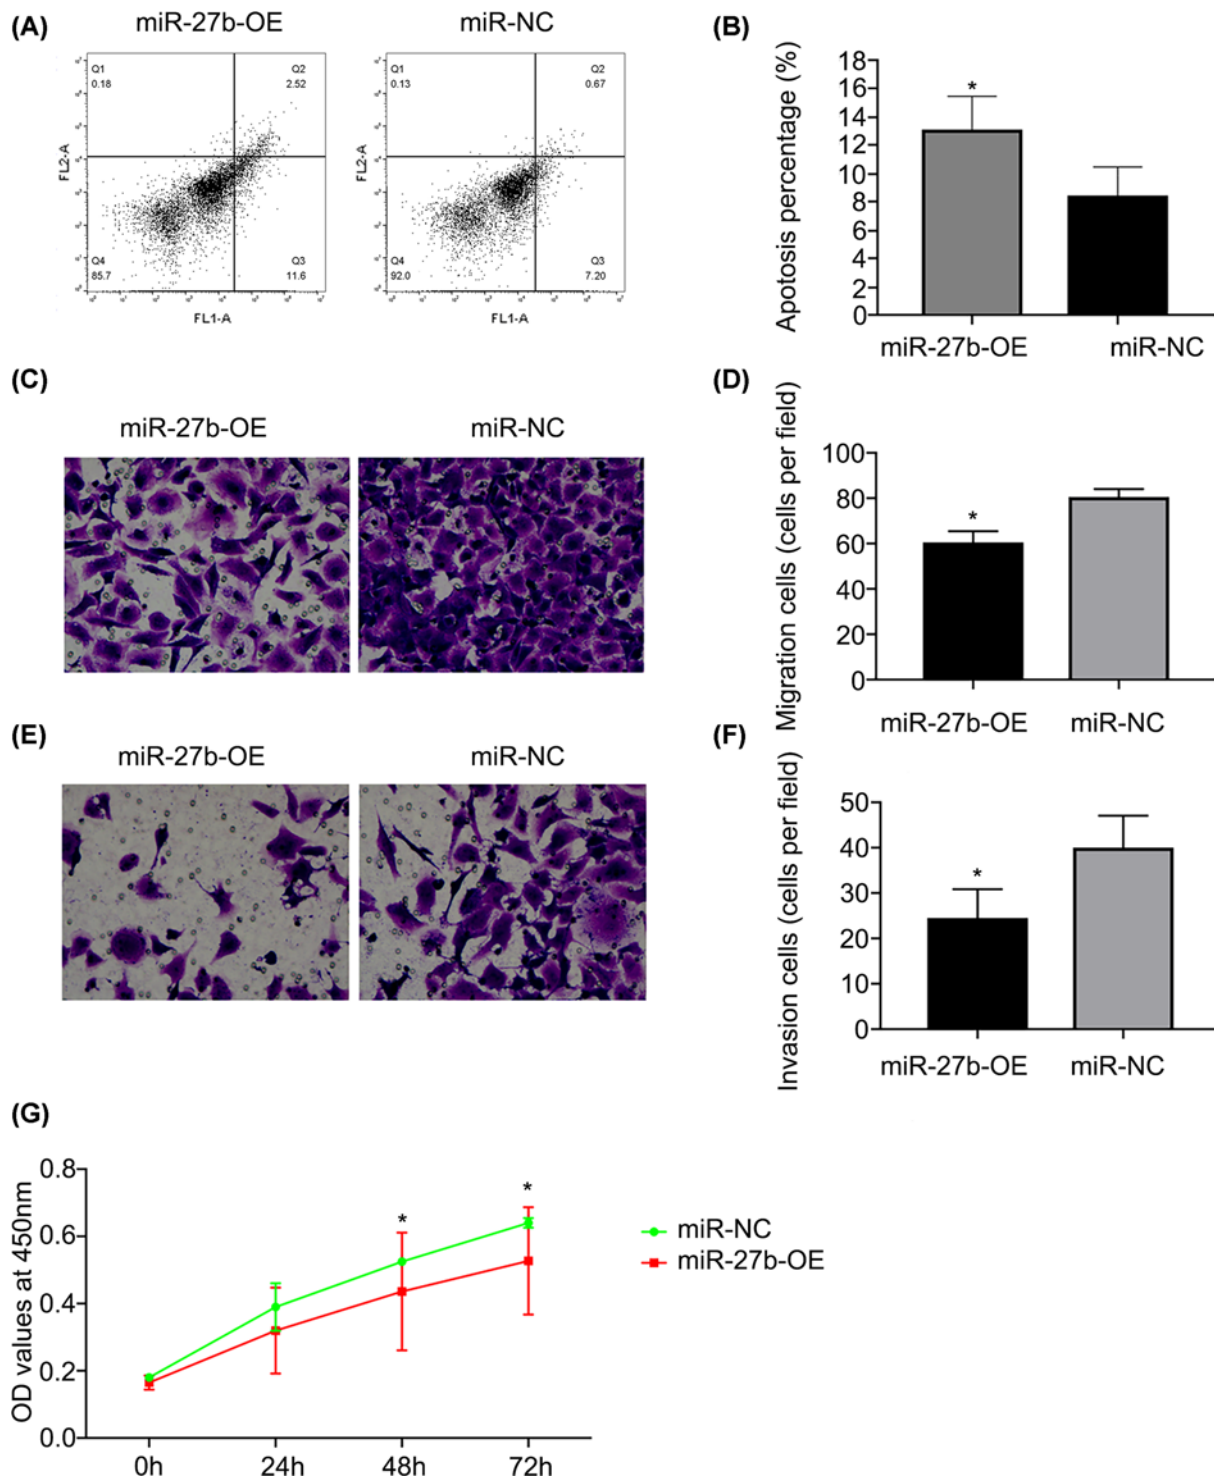 (A)
miR-27b-OE
miR-NC
Q1
0.18
Q2
2.52
Q4
85.7
Q3
11.6
FL2-A
FL1-A
Q1
0.13
Q2
0.67
Q4
92.0
Q3
7.20
FL2-A
FL1-A
(B)
Apotosis percentage (%)
18
16
14
12
10
8
6
4
2
0
*
miR-27b-OE
miR-NC
(C)
miR-27b-OE
miR-NC
(D)
Migration cells (cells per field)
100
80
60
40
20
0
*
miR-27b-OE
miR-NC
(E)
miR-27b-OE
miR-NC
(F)
Invasion cells (cells per field)
50
40
30
20
10
0
*
miR-27b-OE
miR-NC
(G)
OD values at 450nm
0.8
0.6
0.4
0.2
0.0
*
*
0h
24h
48h
72h
miR-NC
miR-27b-OE